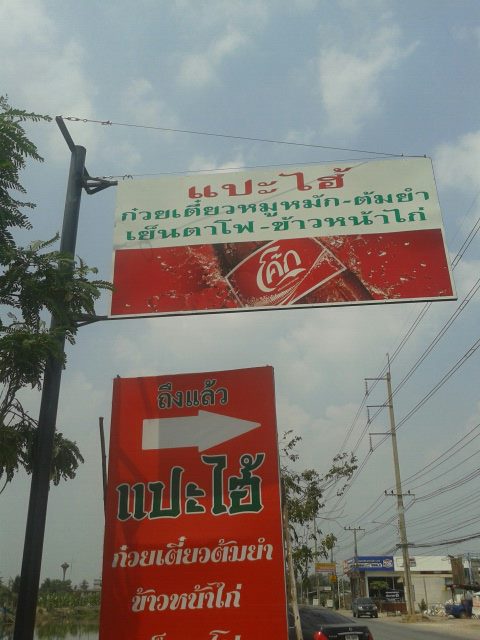 แปะไฮ้
ก๋วยเตี๋ยวหมูหมัก-ต้มยำ
เย็นตาโฟ-ข้าวหน้าไก่
โค้ก
ถึงแล้ว
แปะไฮ้
ก๋วยเตี๋ยวต้มยำ
ข้าวหน้าไก่